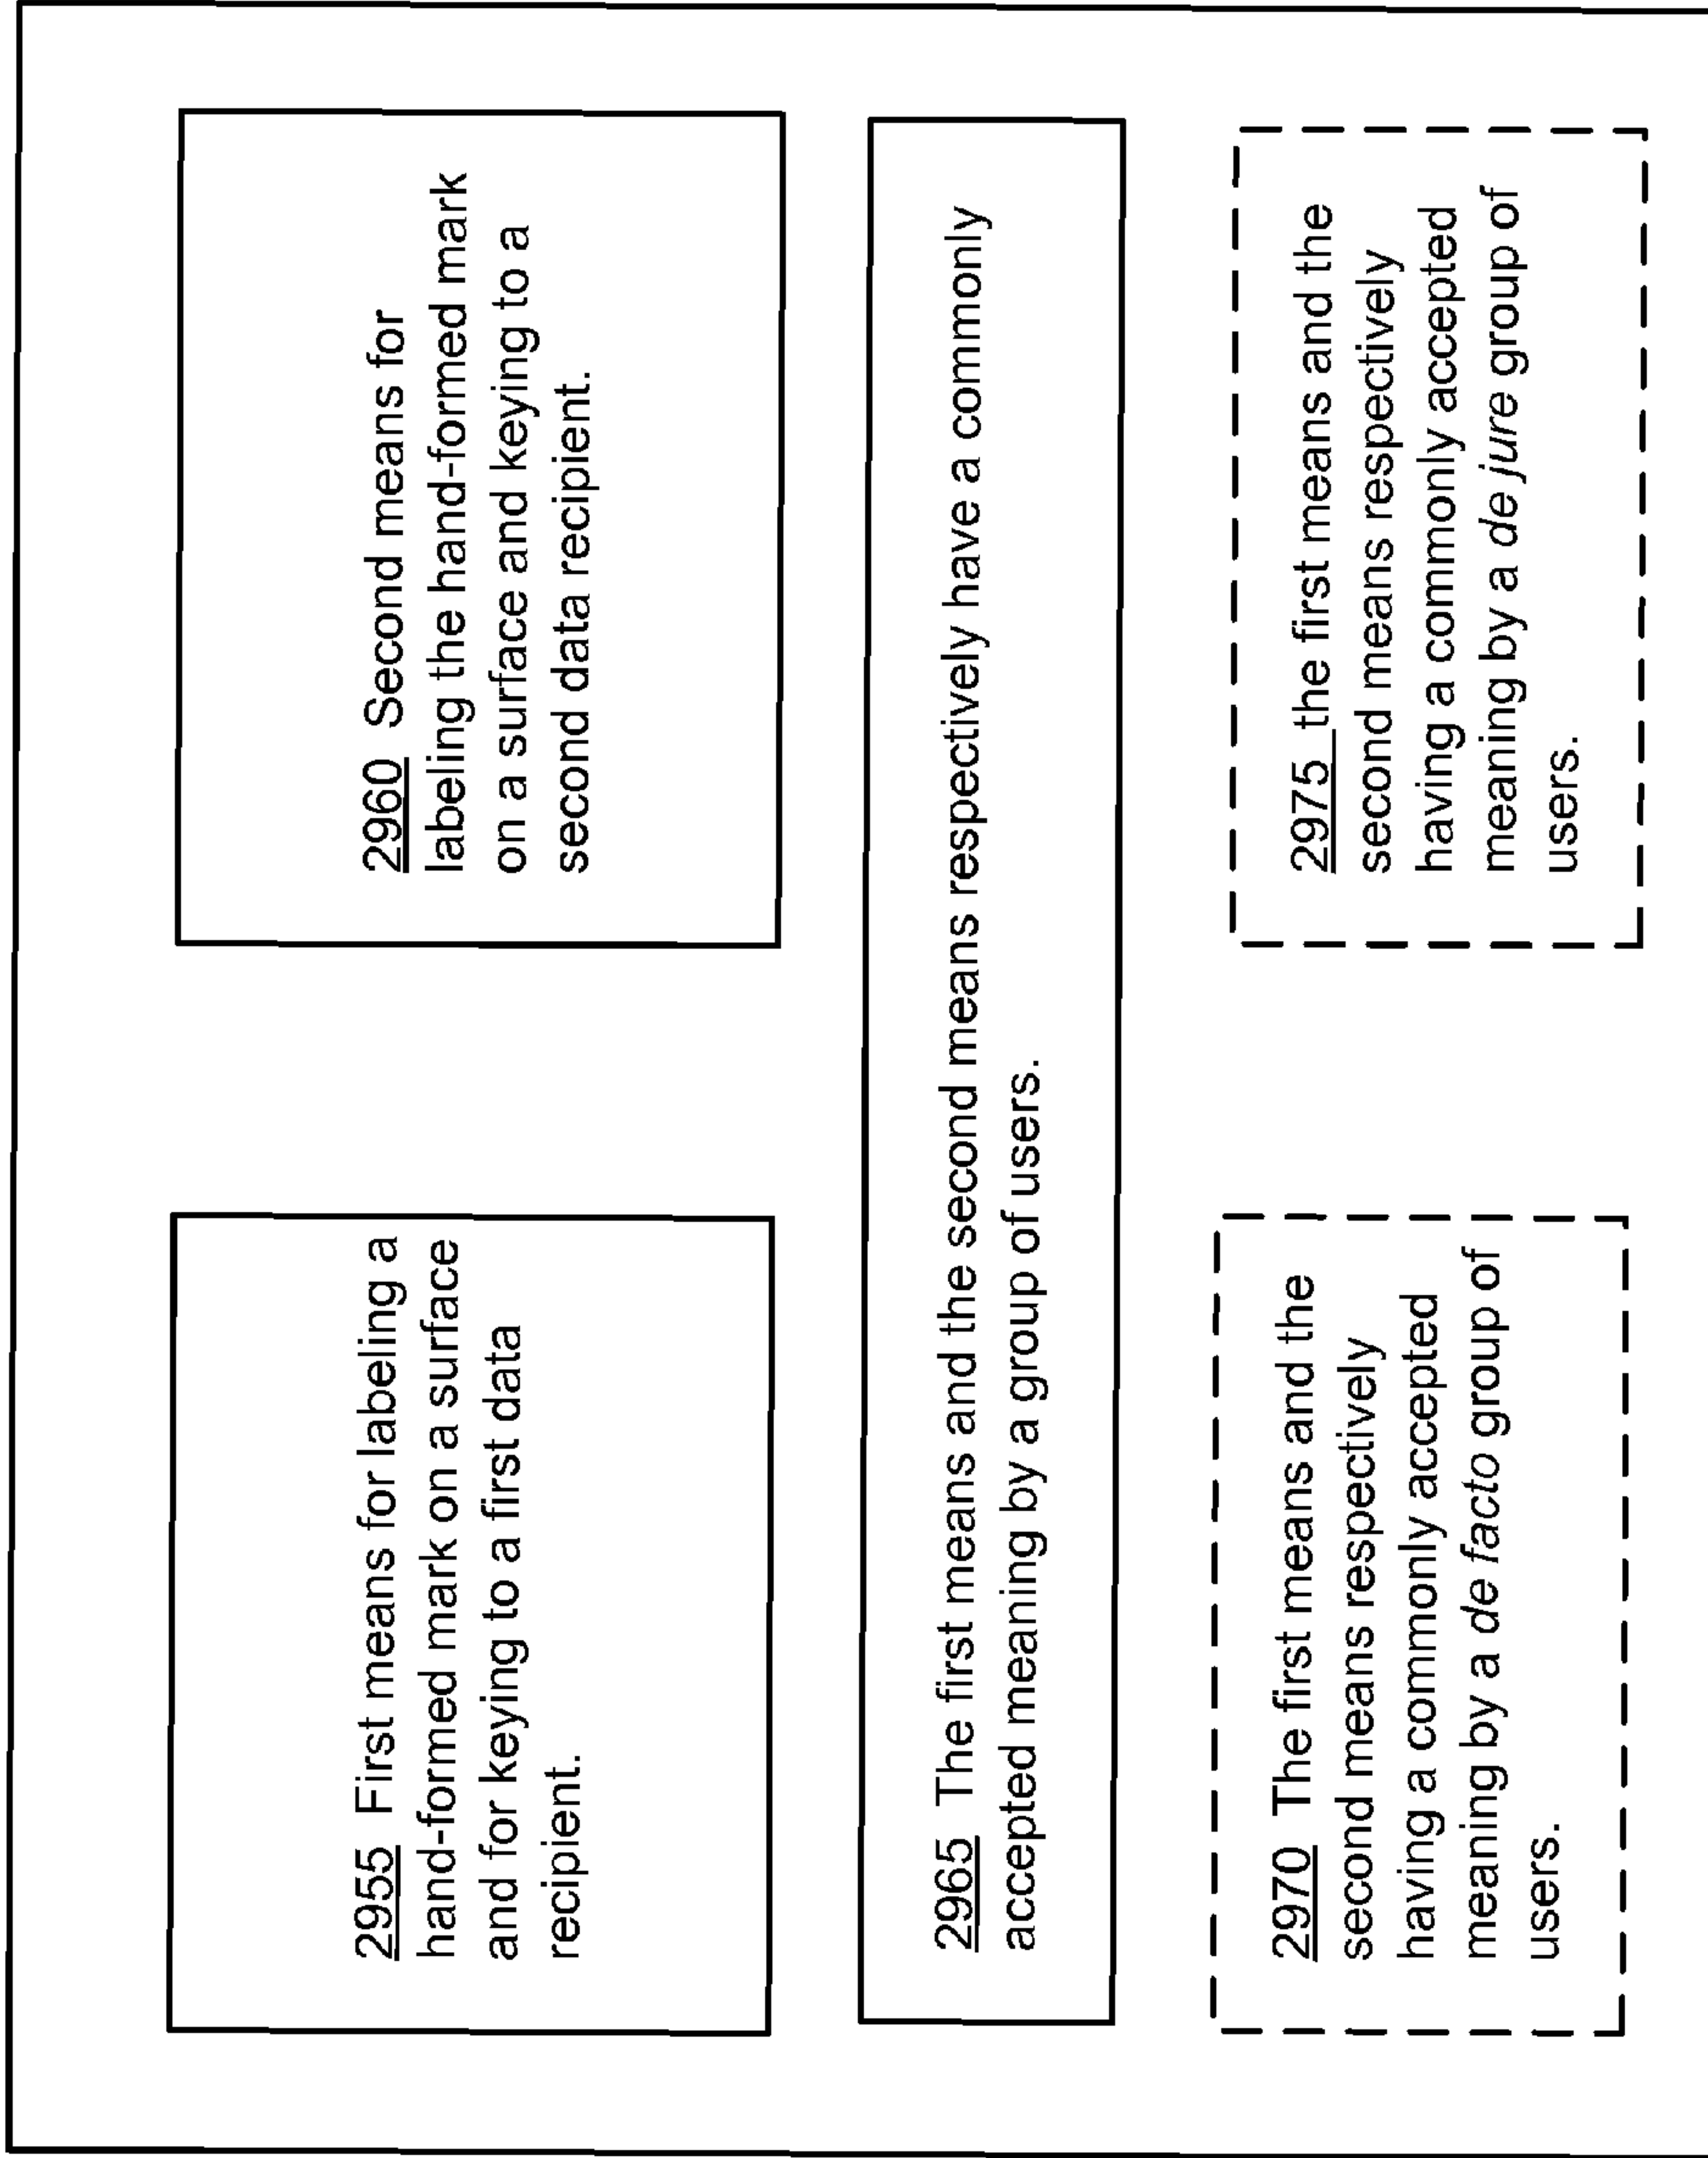 2955 First means for labeling a
hand-formed mark on a surface
and for keying to a first data
recipient.
2960 Second means for
labeling the hand-formed mark
on a surface and keying to a
second data recipient.
2965 The first means and the second means respectively have a commonly
accepted meaning by a group of users.
2970 The first means and the
second means respectively
having a commonly accepted
meaning by a de facto group of
users.
2975 the first means and the
second means respectively
having a commonly accepted
meaning by a de jure group of
users.